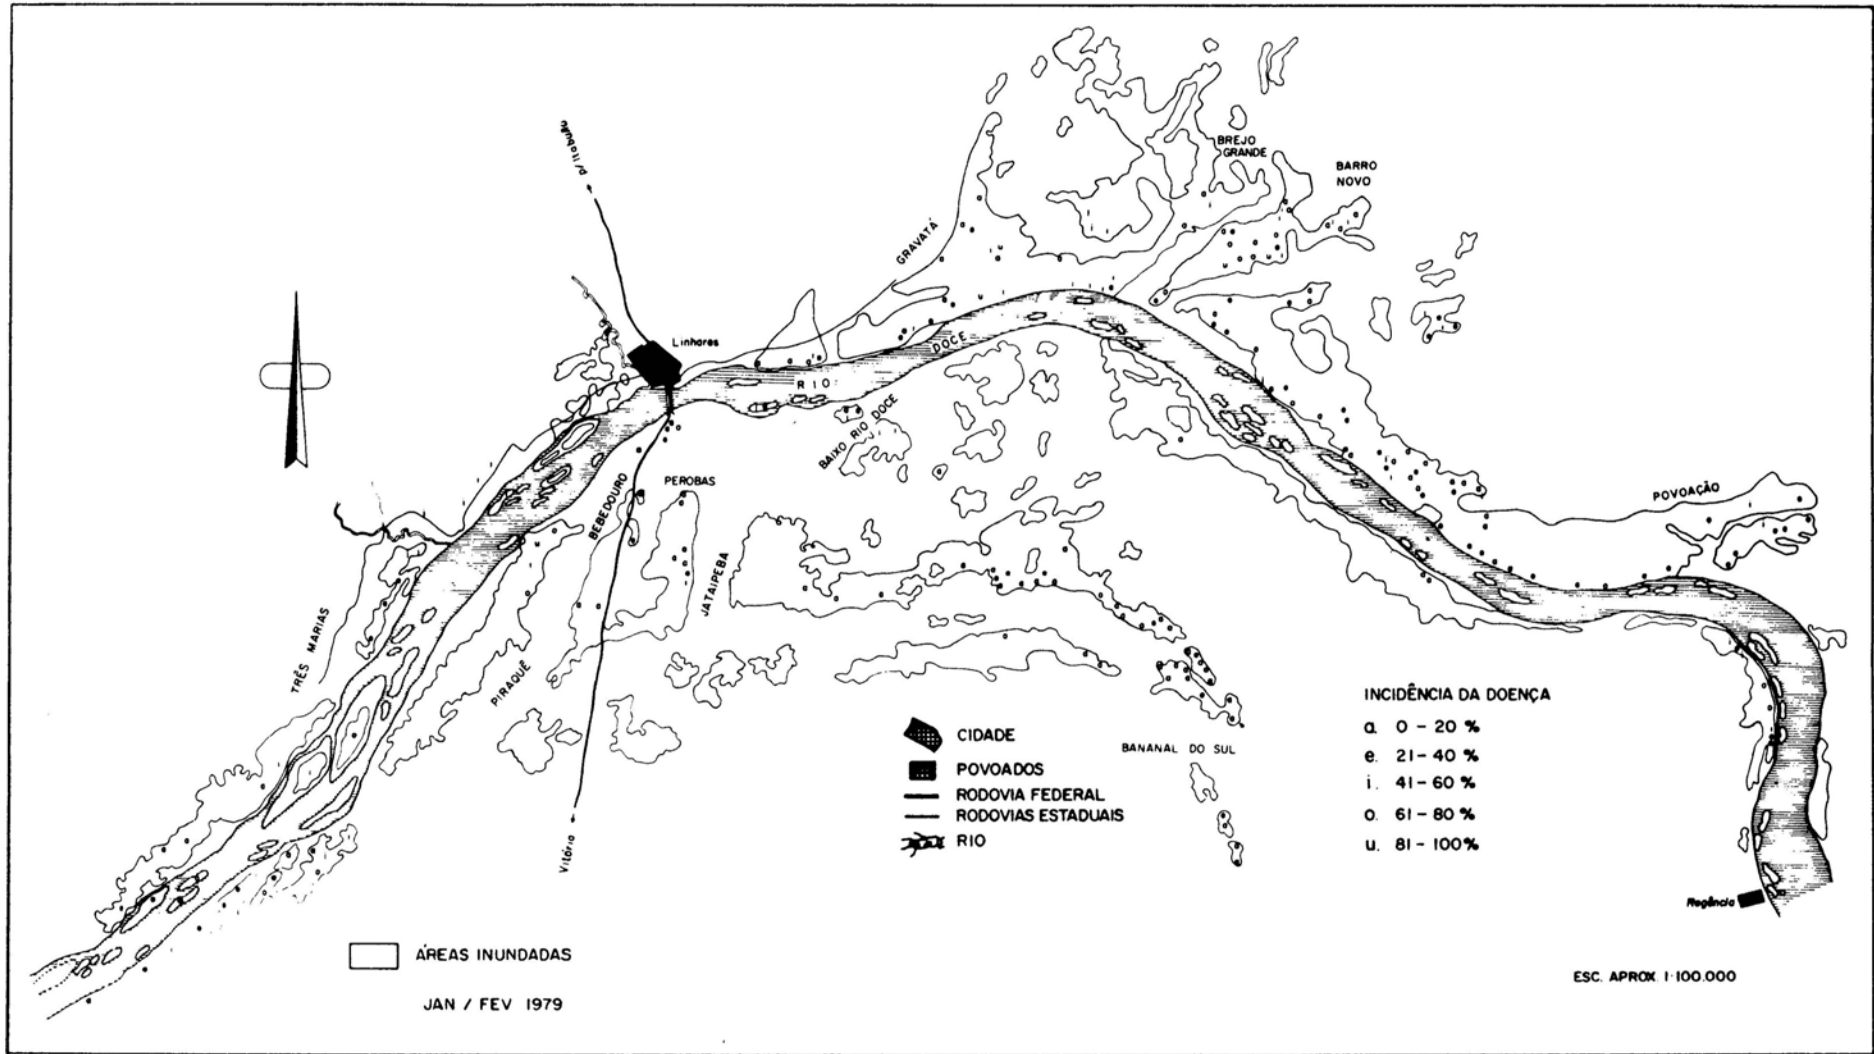 p/Itabuna
BREJO
GRANDE
BARRO
NOVO
GRAVATÁ
Linhares
RIO
DOCE
BAIXO RIO DOCE
BEBEDOURO
PEROBAS
JATAIPEBA
POVOAÇÃO
TRÊS MARIAS
PIRAQUÊ
Vitória
BANANAL DO SUL
CIDADE
POVOADOS
RODOVIA FEDERAL
RODOVIAS ESTADUAIS
RIO
INCIDÊNCIA DA DOENÇA
a. 0 - 20 %
e. 21 - 40 %
i. 41 - 60 %
o. 61 - 80 %
u. 81 - 100%
Regência
ÁREAS INUNDADAS
JAN / FEV 1979
ESC. APROX. 1:100.000